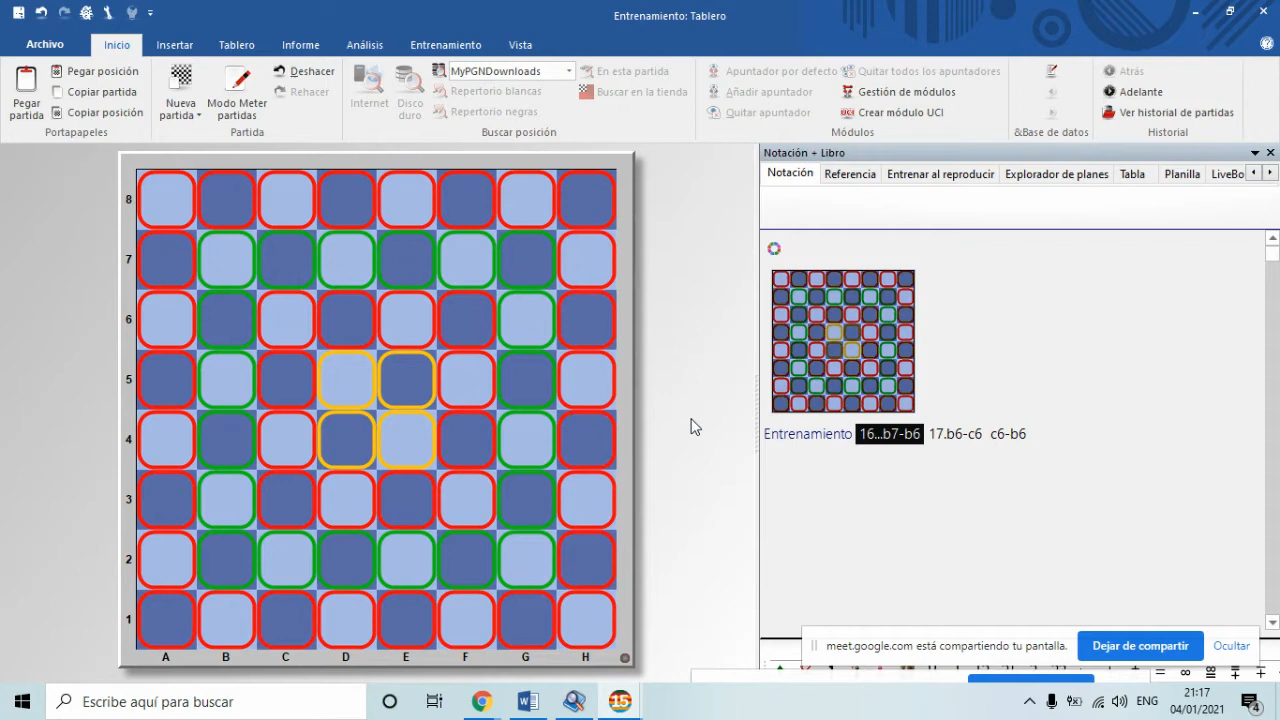 Entrenamiento: Tablero
Archivo Inicio Insertar Tablero Informe Análisis Entrenamiento Vista
Pegar partida
Pegar posición
Copiar partida
Copiar posición
Portapapeles
Nueva partida
Modo Meter partidas
Deshacer
Rehacer
Partida
Internet
Disco duro
MyPGNDownloads
Repertorio blancas
Repertorio negras
En esta partida
Buscar en la tienda
Buscar posición
Apuntador por defecto
Añadir apuntador
Quitar apuntador
Quitar todos los apuntadores
Gestión de módulos
UCI Crear módulo UCI
Módulos
&Base de datos
Atrás
Adelante
Ver historial de partidas
Historial
Notación + Libro
Notación Referencia Entrenar al reproducir Explorador de planes Tabla Planilla LiveBo
8
7
6
5
4
3
2
1
A B C D E F G H
Entrenamiento 16...b7-b6 17.b6-c6 c6-b6
meet.google.com está compartiendo tu pantalla. Dejar de compartir Ocultar
Escribe aquí para buscar
15
ENG
21:17
04/01/2021
4